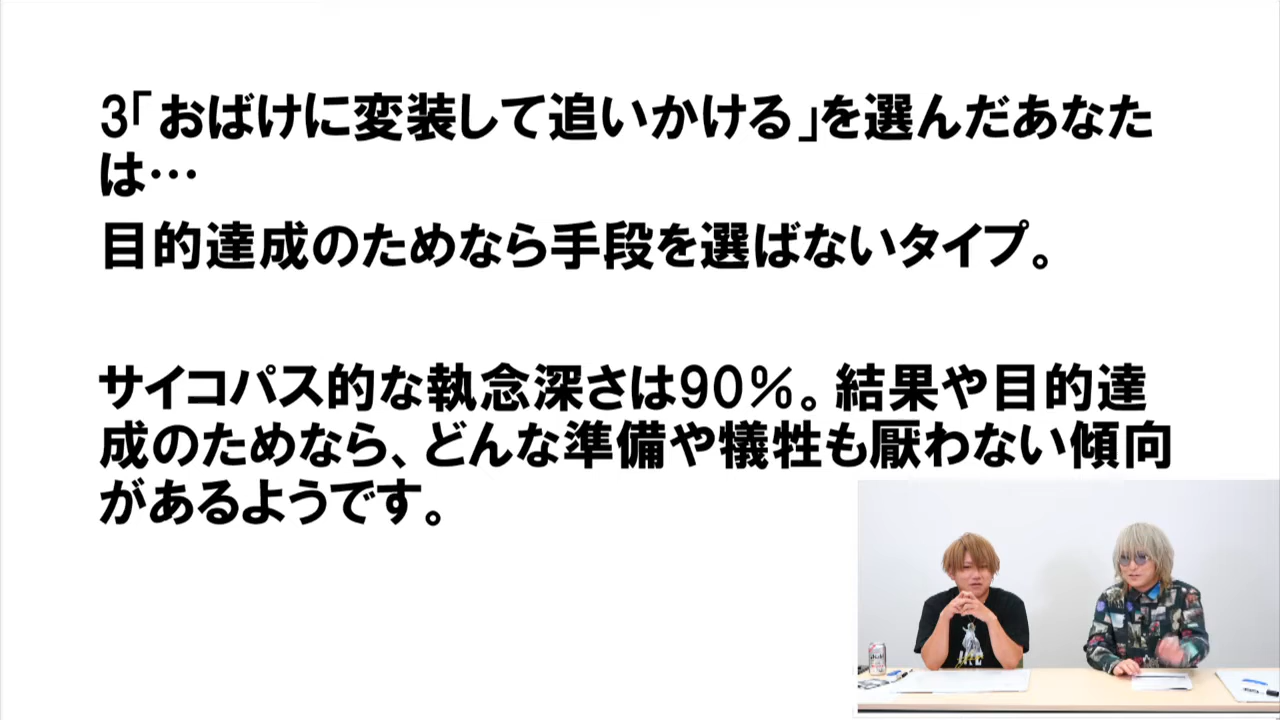 3「おばけに変装して追いかける」を選んだあなた
は…
目的達成のためなら手段を選ばないタイプ。
サイコパス的な執念深さは90％。結果や目的達
成のためなら、どんな準備や犠牲も厭わない傾向
があるようです。